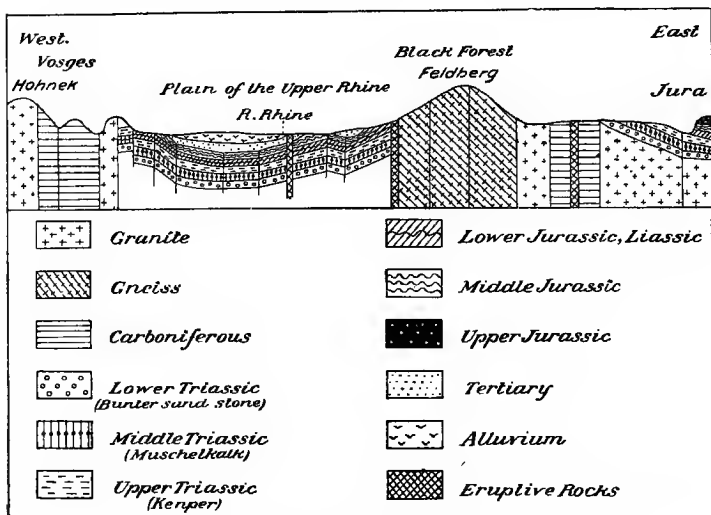 West.
Vosges
Hohnek
Plain of the Upper Rhine
R. Rhine
Black Forest
Feldberg
East
Jura
Granite
Gneiss
Carboniferous
Lower Triassic
(Bunter sand stone)
Middle Triassic
(Muschelkalk)
Upper Triassic
(Kenper)
Lower Jurassic, Liassic
Middle Jurassic
Upper Jurassic
Tertiary
Alluvium
Eruptive Rocks